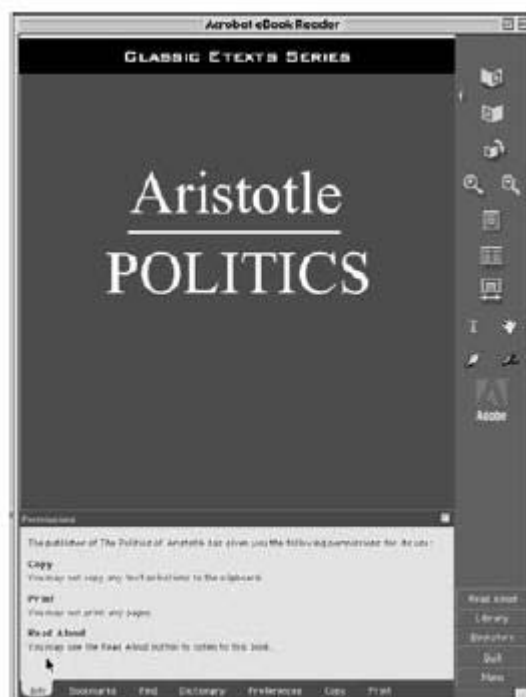 Acrobat eBook Reader
CLASSIC ETEXTS SERIES
Aristotle
POLITICS
Adobe
Permissions
The publisher of The Politics of Aristotle has given you the following permissions for its use:
Copy
You may not copy any text selections to the clipboard.
Print
You may not print any pages.
Read Aloud
You may use the Read Aloud button to listen to this book.
Read Aloud
Library
Bookstore
Quit
Menu
Info Bookmarks Find Dictionary Preferences Copy Print